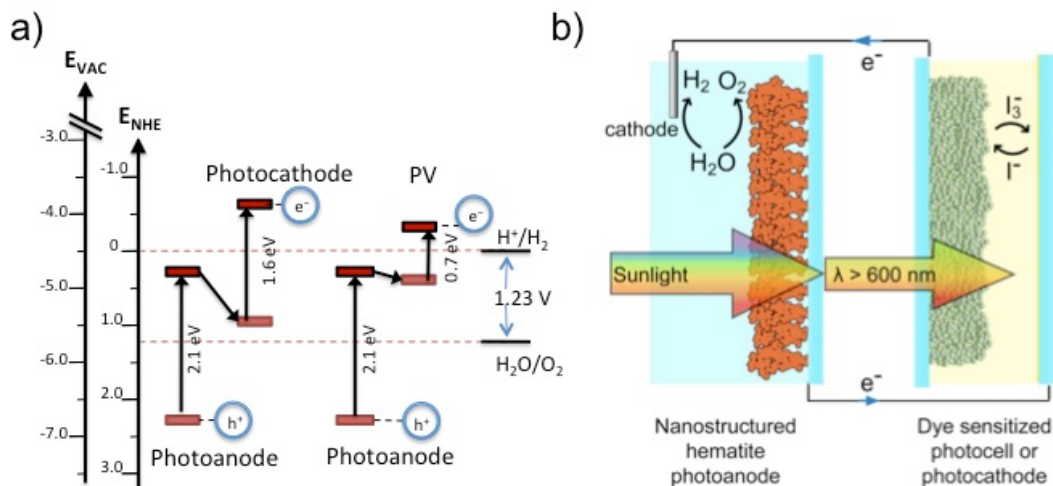 a)
E_VAC
E_NHE
-3.0
-4.0
-5.0
-6.0
-7.0
-1.0
0
1.0
2.0
3.0
Photocathode
e⁻
1.6 eV
2.1 eV
h⁺
Photoanode
PV
e⁻
0.7 eV
2.1 eV
h⁺
Photoanode
H⁺/H₂
1.23 V
H₂O/O₂
b)
e⁻
H₂ O₂
cathode
H₂O
I₃⁻
I⁻
Sunlight
λ > 600 nm
e⁻
Nanostructured
hematite
photoanode
Dye sensitized
photocell or
photocathode